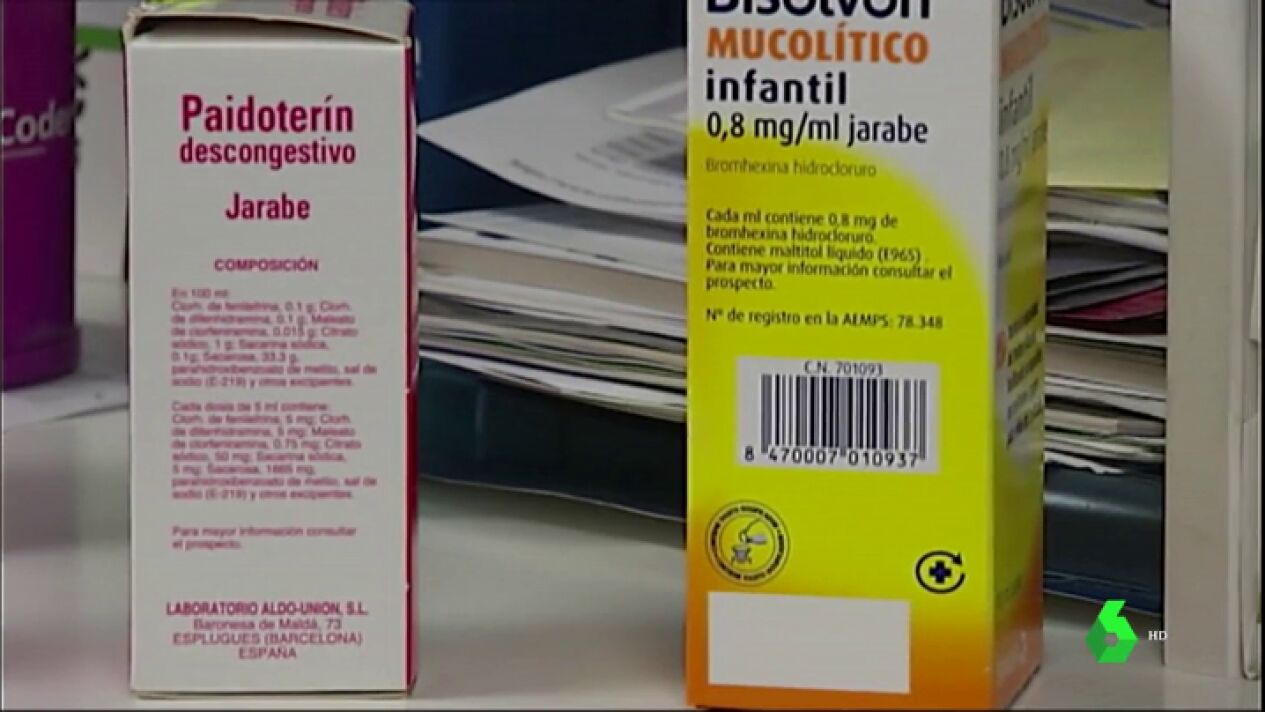 Paidoterín
descongestivo
Jarabe
COMPOSICIÓN
En 100 ml:
Clorh. de fenilefrina, 0.1 g; Clorh.
de difenhidramina, 0.1 g; Maleato
de clorfeniramina, 0.015 g; Citrato
sódico, 1 g; Sacarina sódica,
0.1g; Sacarosa, 33.3 g,
parahidroxibenzoato de metilo, sal de
sodio (E-219) y otros excipientes.
Cada dosis de 5 ml contiene:
Clorh. de fenilefrina, 5 mg; Clorh.
de difenhidramina, 5 mg; Maleato
de clorfeniramina, 0.75 mg; Citrato
sódico, 50 mg; Sacarina sódica,
5 mg; Sacarosa, 1665 mg,
parahidroxibenzoato de metilo, sal de
sodio (E-219) y otros excipientes.
Para mayor información consultar
el prospecto.
LABORATORIO ALDO-UNION, S.L.
Baronesa de Maldá, 73
ESPLUGUES (BARCELONA)
ESPAÑA
Bisolvon
MUCOLÍTICO
infantil
0,8 mg/ml jarabe
Bromhexina hidrocloruro
Cada ml contiene 0,8 mg de
bromhexina hidrocloruro.
Contiene maltitol líquido (E965).
Para mayor información consultar el
prospecto.
Nº de registro en la AEMPS: 78.348
C.N. 701093
8 470007 010937
infantil
HD